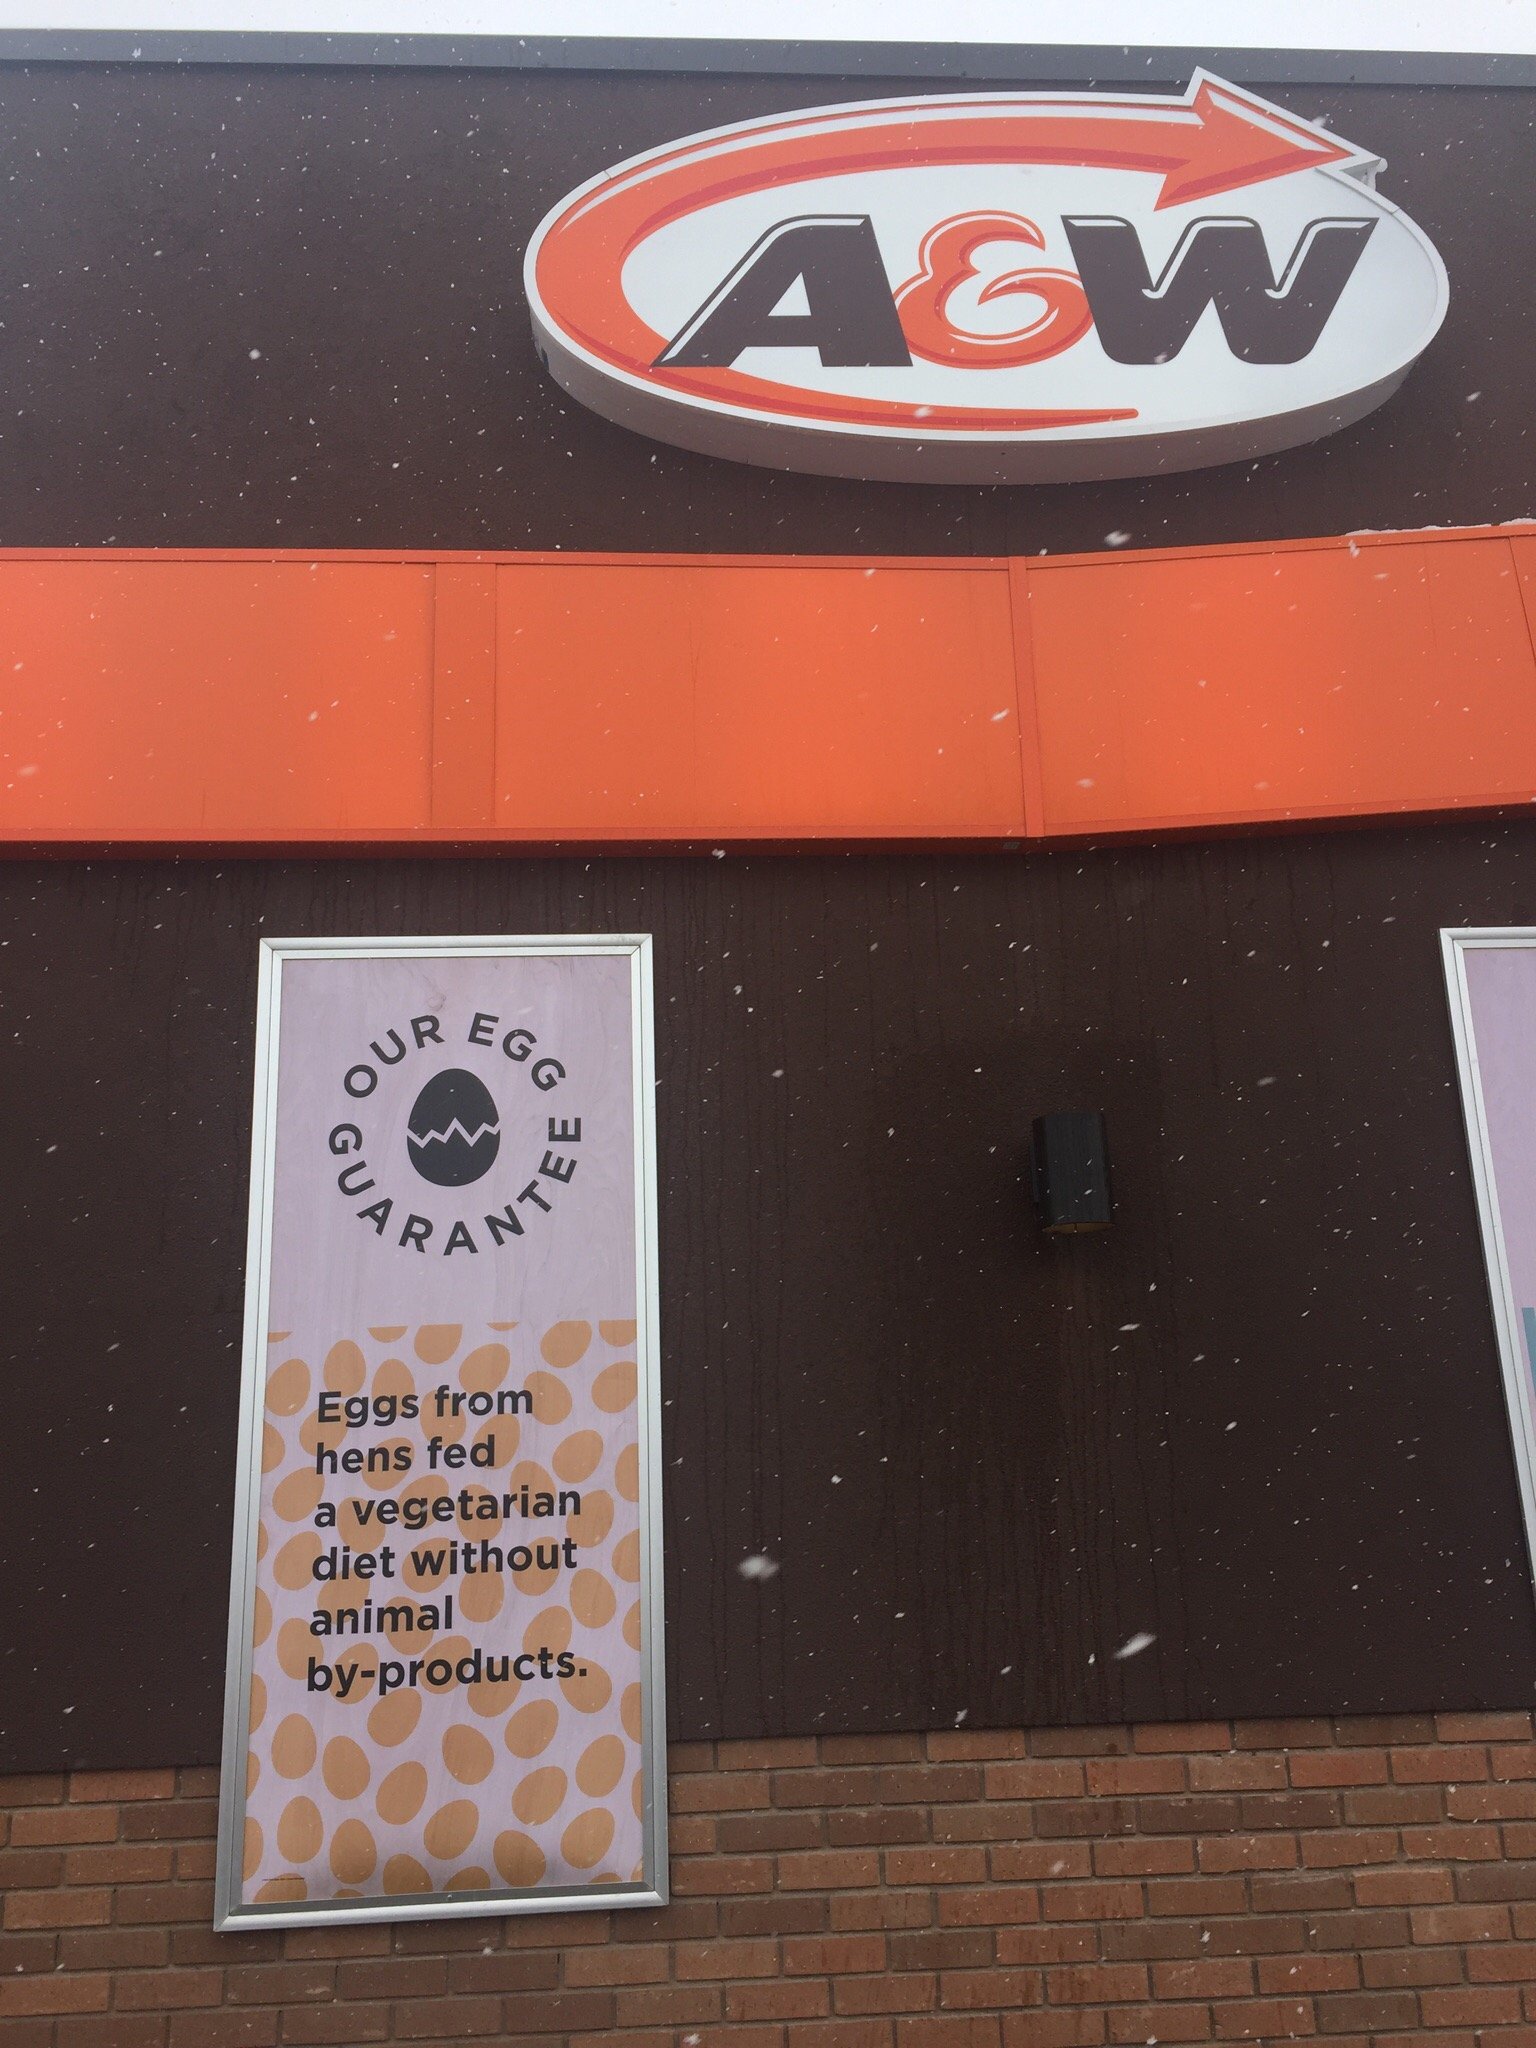 A&W
OUR EGG
GUARANTEE
Eggs from
hens fed
a vegetarian
diet without
animal
by-products.